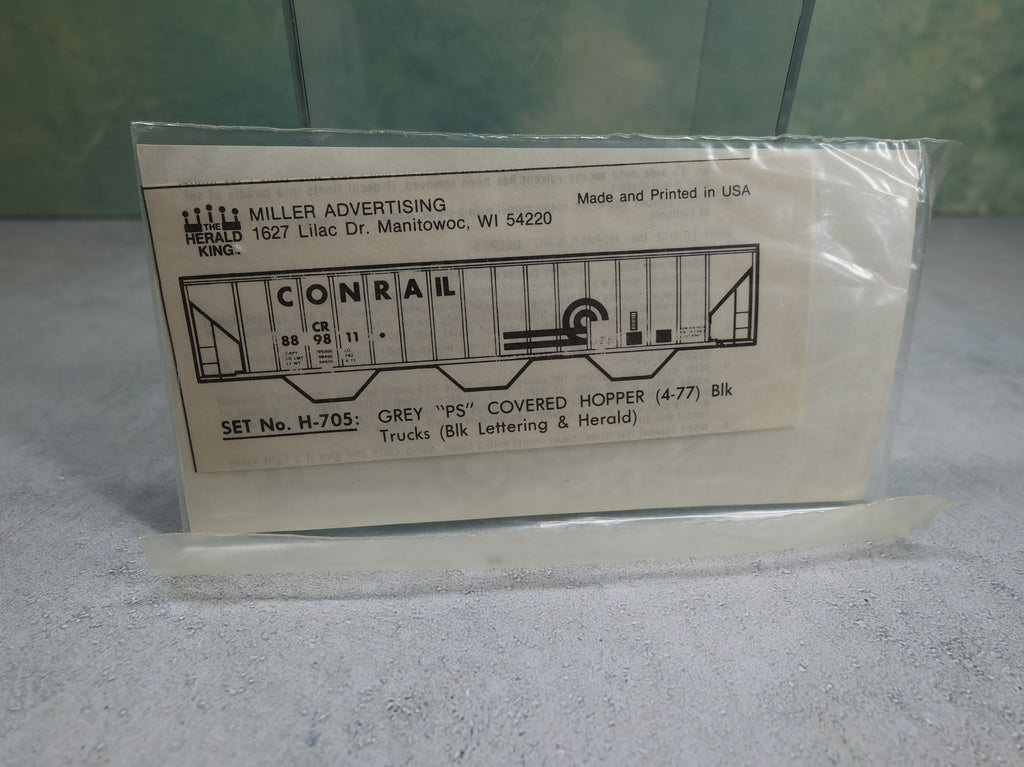 THE
HERALD
KING™
MILLER ADVERTISING
1627 Lilac Dr. Manitowoc, WI 54220
Made and Printed in USA
CONRAIL
CR
88 98 11
SET No. H-705: GREY "PS" COVERED HOPPER (4-77) Blk
Trucks (Blk Lettering & Herald)